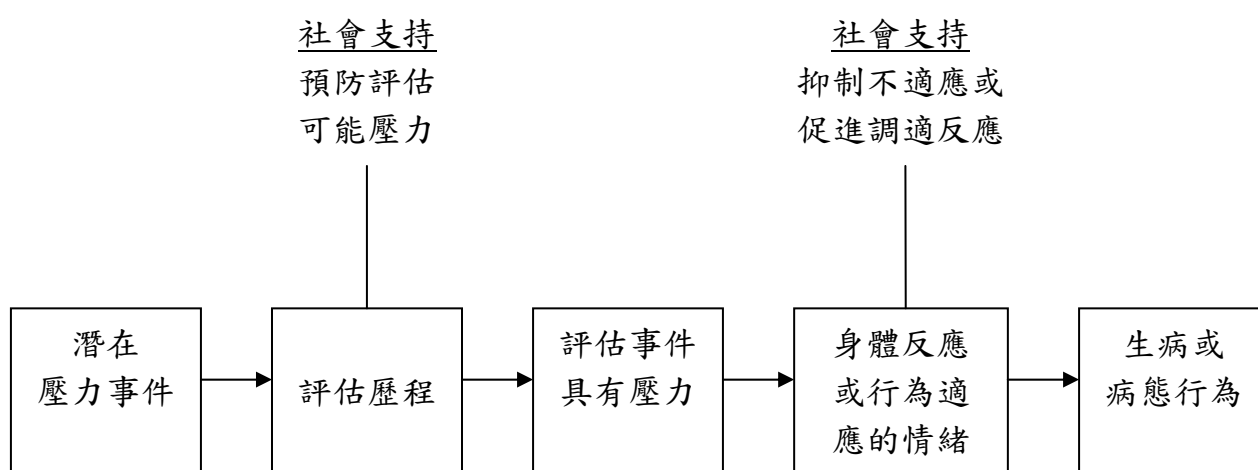 社會支持
預防評估
可能壓力
社會支持
抑制不適應或
促進調適反應
潛在
壓力事件
評估歷程
評估事件
具有壓力
身體反應
或行為適
應的情緒
生病或
病態行為